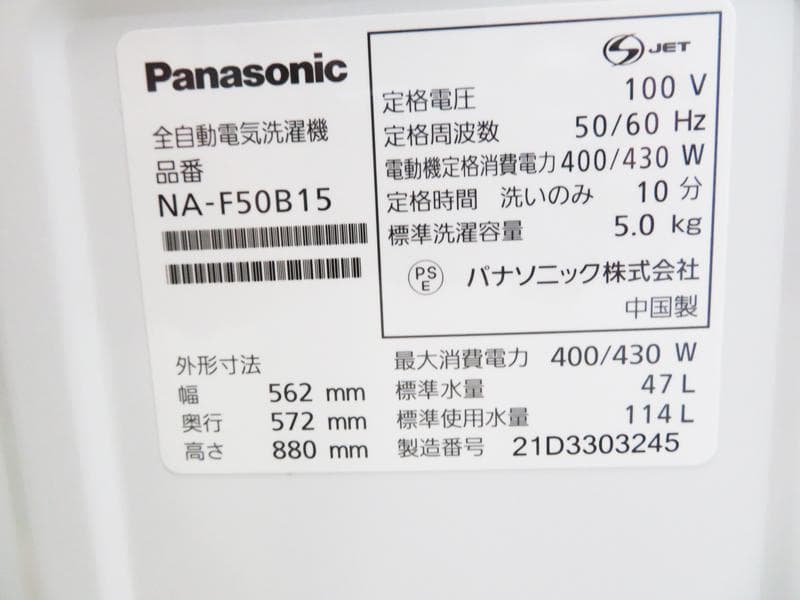 Panasonic
全自動電気洗濯機
品番
NA-F50B15
JET
定格電圧 100 V
定格周波数 50/60 Hz
電動機定格消費電力 400/430 W
定格時間 洗いのみ 10 分
標準洗濯容量 5.0 kg
PS
E
パナソニック株式会社
中国製
外形寸法
幅 562 mm
奥行 572 mm
高さ 880 mm
最大消費電力 400/430 W
標準水量 47 L
標準使用水量 114 L
製造番号 21D3303245